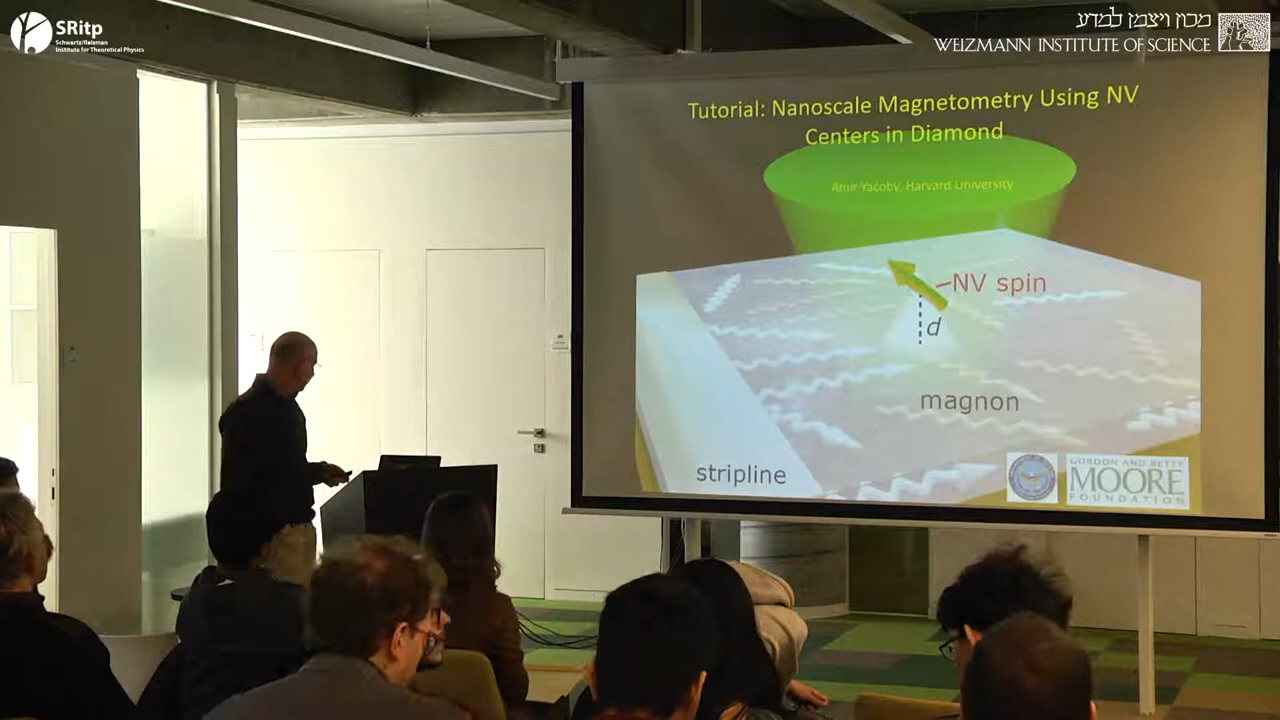 SRitp
Schwartz/Reisman
Institute for Theoretical Physics
מכון ויצמן למדע
WEIZMANN INSTITUTE OF SCIENCE
Tutorial: Nanoscale Magnetometry Using NV
Centers in Diamond
Amir Yacoby, Harvard University
NV spin
d
magnon
stripline
GORDON AND BETTY
MOORE
FOUNDATION